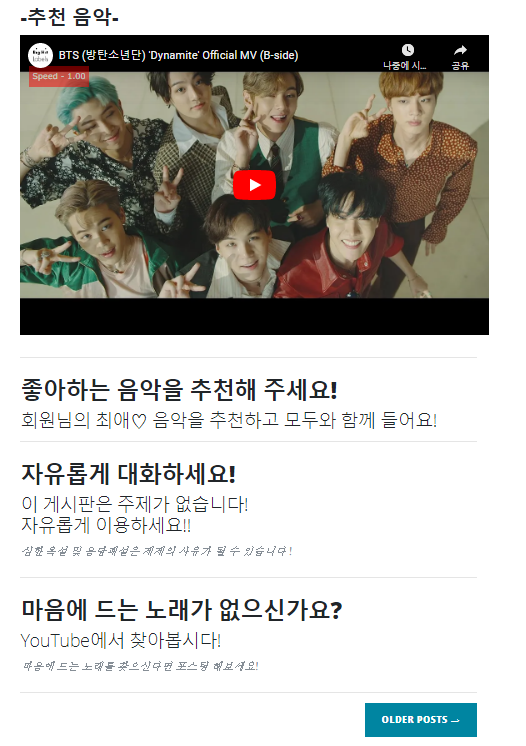 -추천 음악-
Big Hit
Labels
BTS (방탄소년단) 'Dynamite' Official MV (B-side)
나중에 시...
공유
Speed - 1.00
좋아하는 음악을 추천해 주세요!
회원님의 최애♡ 음악을 추천하고 모두와 함께 들어요!
자유롭게 대화하세요!
이 게시판은 주제가 없습니다!
자유롭게 이용하세요!!
심한 욕설 및 음담패설은 제재의 사유가 될 수 있습니다!
마음에 드는 노래가 없으신가요?
YouTube에서 찾아봅시다!
마음에 드는 노래를 찾으신다면 포스팅 해보세요!
OLDER POSTS →